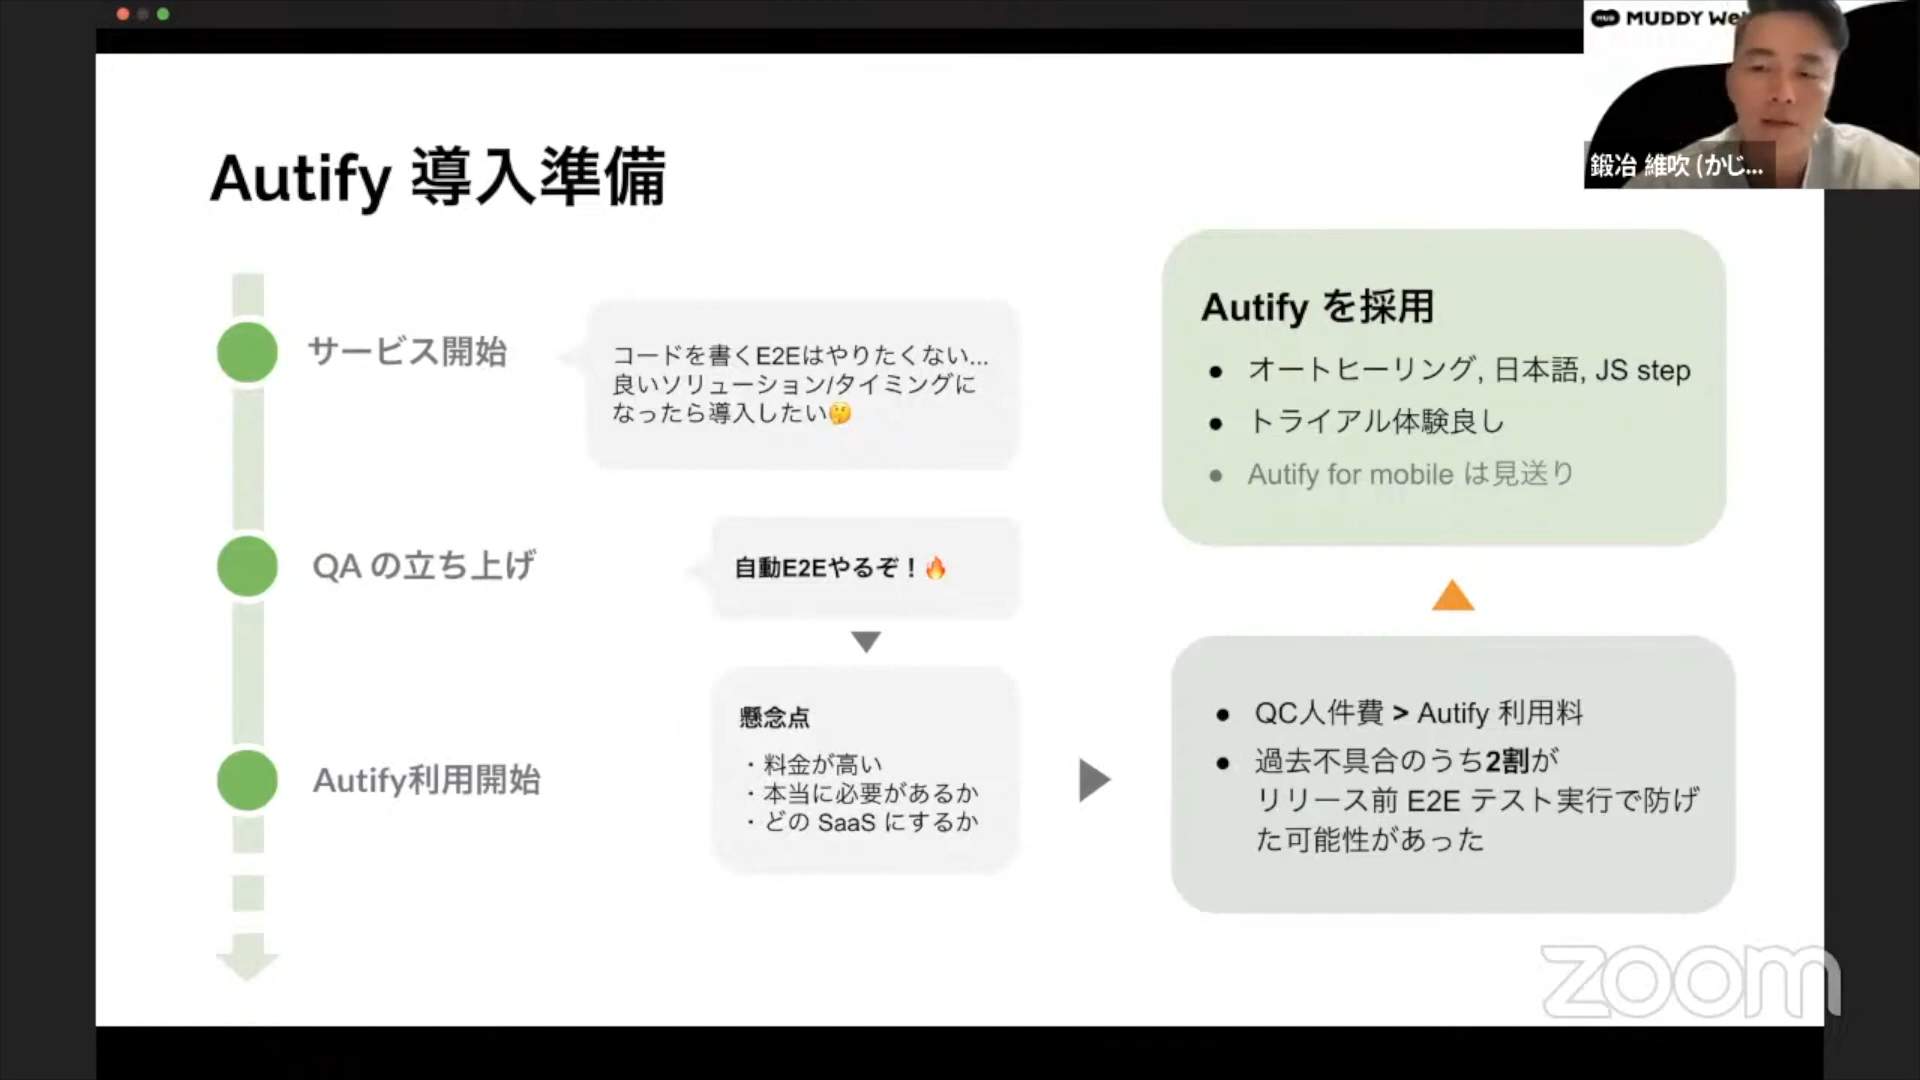 MUDDY We
鍛冶 維吹 (かじ...
Autify 導入準備
サービス開始
コードを書くE2Eはやりたくない...
良いソリューション/タイミングに
なったら導入したい🤔
QA の立ち上げ
自動E2Eやるぞ！🔥
Autify利用開始
懸念点
・料金が高い
・本当に必要があるか
・どの SaaS にするか
Autify を採用
● オートヒーリング, 日本語, JS step
● トライアル体験良し
● Autify for mobile は見送り
● QC人件費 > Autify 利用料
● 過去不具合のうち2割が
リリース前 E2E テスト実行で防げ
た可能性があった
zoom